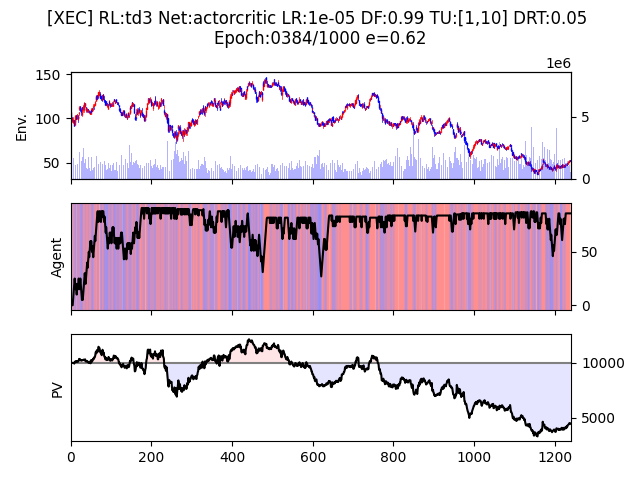 [XEC] RL:td3 Net:actorcritic LR:1e-05 DF:0.99 TU:[1,10] DRT:0.05
Epoch:0384/1000 e=0.62
1e6
150
100
50
Env.
5
0
Agent
50
0
PV
10000
5000
0 200 400 600 800 1000 1200